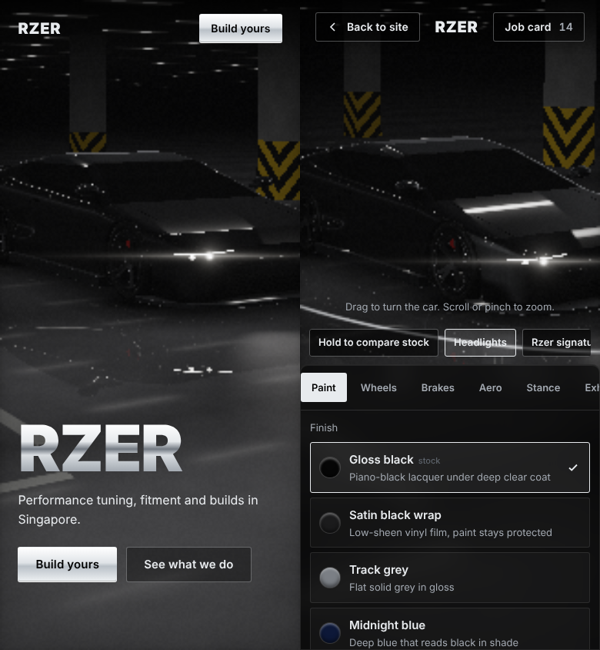 RZER
Build yours
RZER
Performance tuning, fitment and builds in
Singapore.
Build yours
See what we do
Back to site
RZER
Job card 14
Drag to turn the car. Scroll or pinch to zoom.
Hold to compare stock
Headlights
Rzer signatu
Paint
Wheels
Brakes
Aero
Stance
Exh
Finish
Gloss black stock
Piano-black lacquer under deep clear coat
Satin black wrap
Low-sheen vinyl film, paint stays protected
Track grey
Flat solid grey in gloss
Midnight blue
Deep blue that reads black in shade